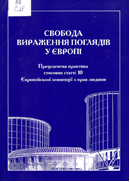 СВОБОДА
ВИРАЖЕННЯ ПОГЛЯДІВ
У ЄВРОПІ
Прецедентна практика
стосовно статті 10
Європейської конвенції з прав людини